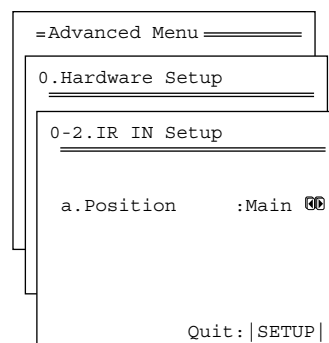 =Advanced Menu
0.Hardware Setup
0-2.IR IN Setup
a.Position :Main
Quit:|SETUP|